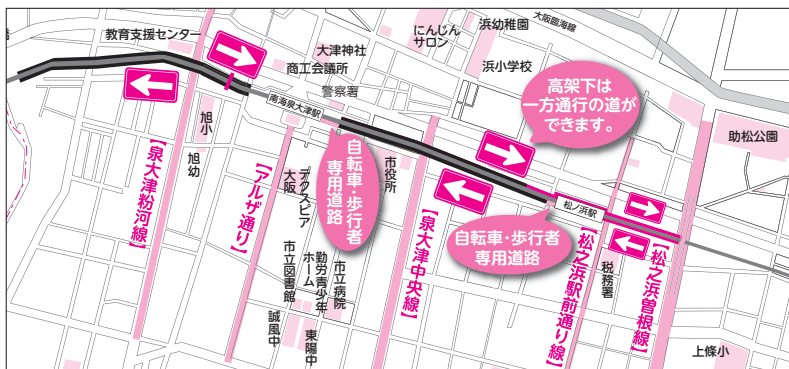 教育支援センター
大津神社
商工会議所
警察署
にんじん
サロン
浜幼稚園
浜小学校
大阪臨海線
高架下は
一方通行の道が
できます。
助松公園
旭小
旭幼
南海泉大津駅
自転車・歩行者
専用道路
市役所
松ノ浜駅
自転車・歩行者
専用道路
【泉大津粉河線】
【アルザ通り】
テクスピア
大阪
【泉大津中央線】
【松之浜駅前通り線】
税務署
【松之浜曽根線】
市立病院
勤労青少年
ホーム
市立図書館
誠風中
東陽中
上條小